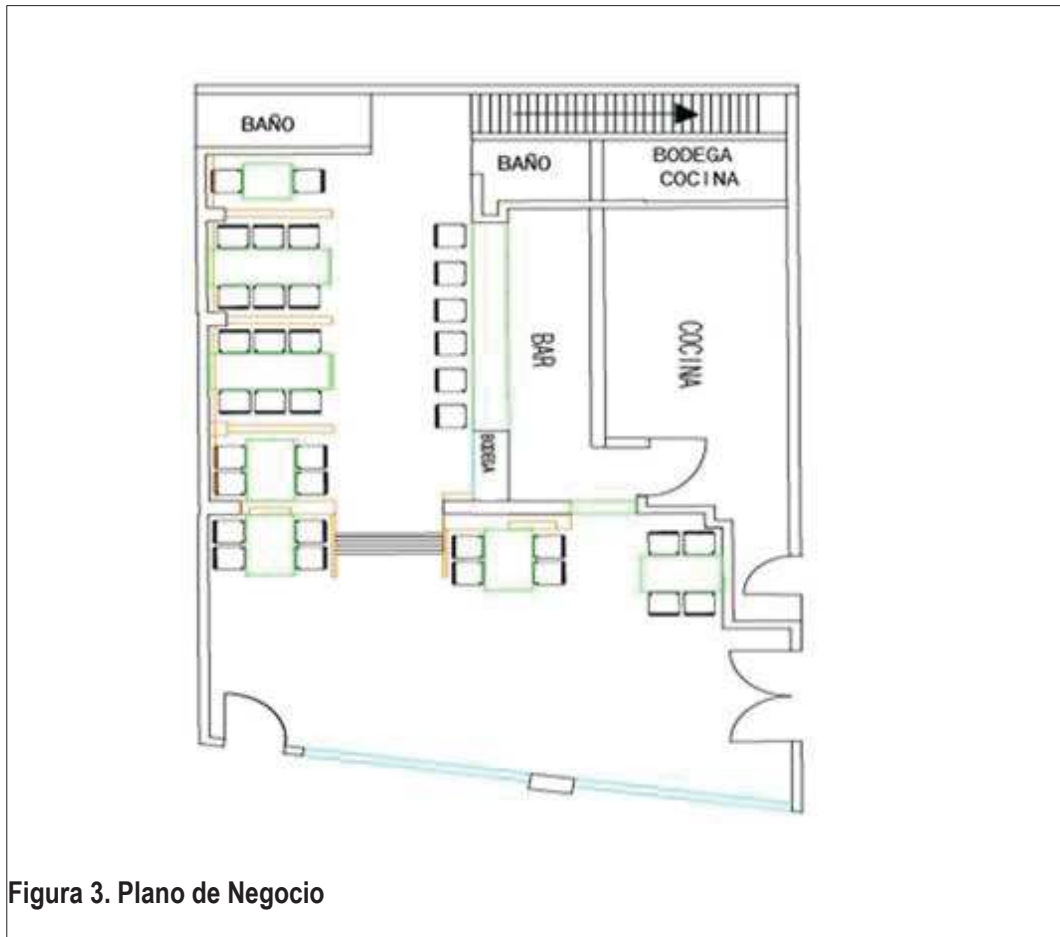 BAÑO
BAÑO
BODEGA
COCINA
BAR
COCINA
BODEGA
Figura 3. Plano de Negocio